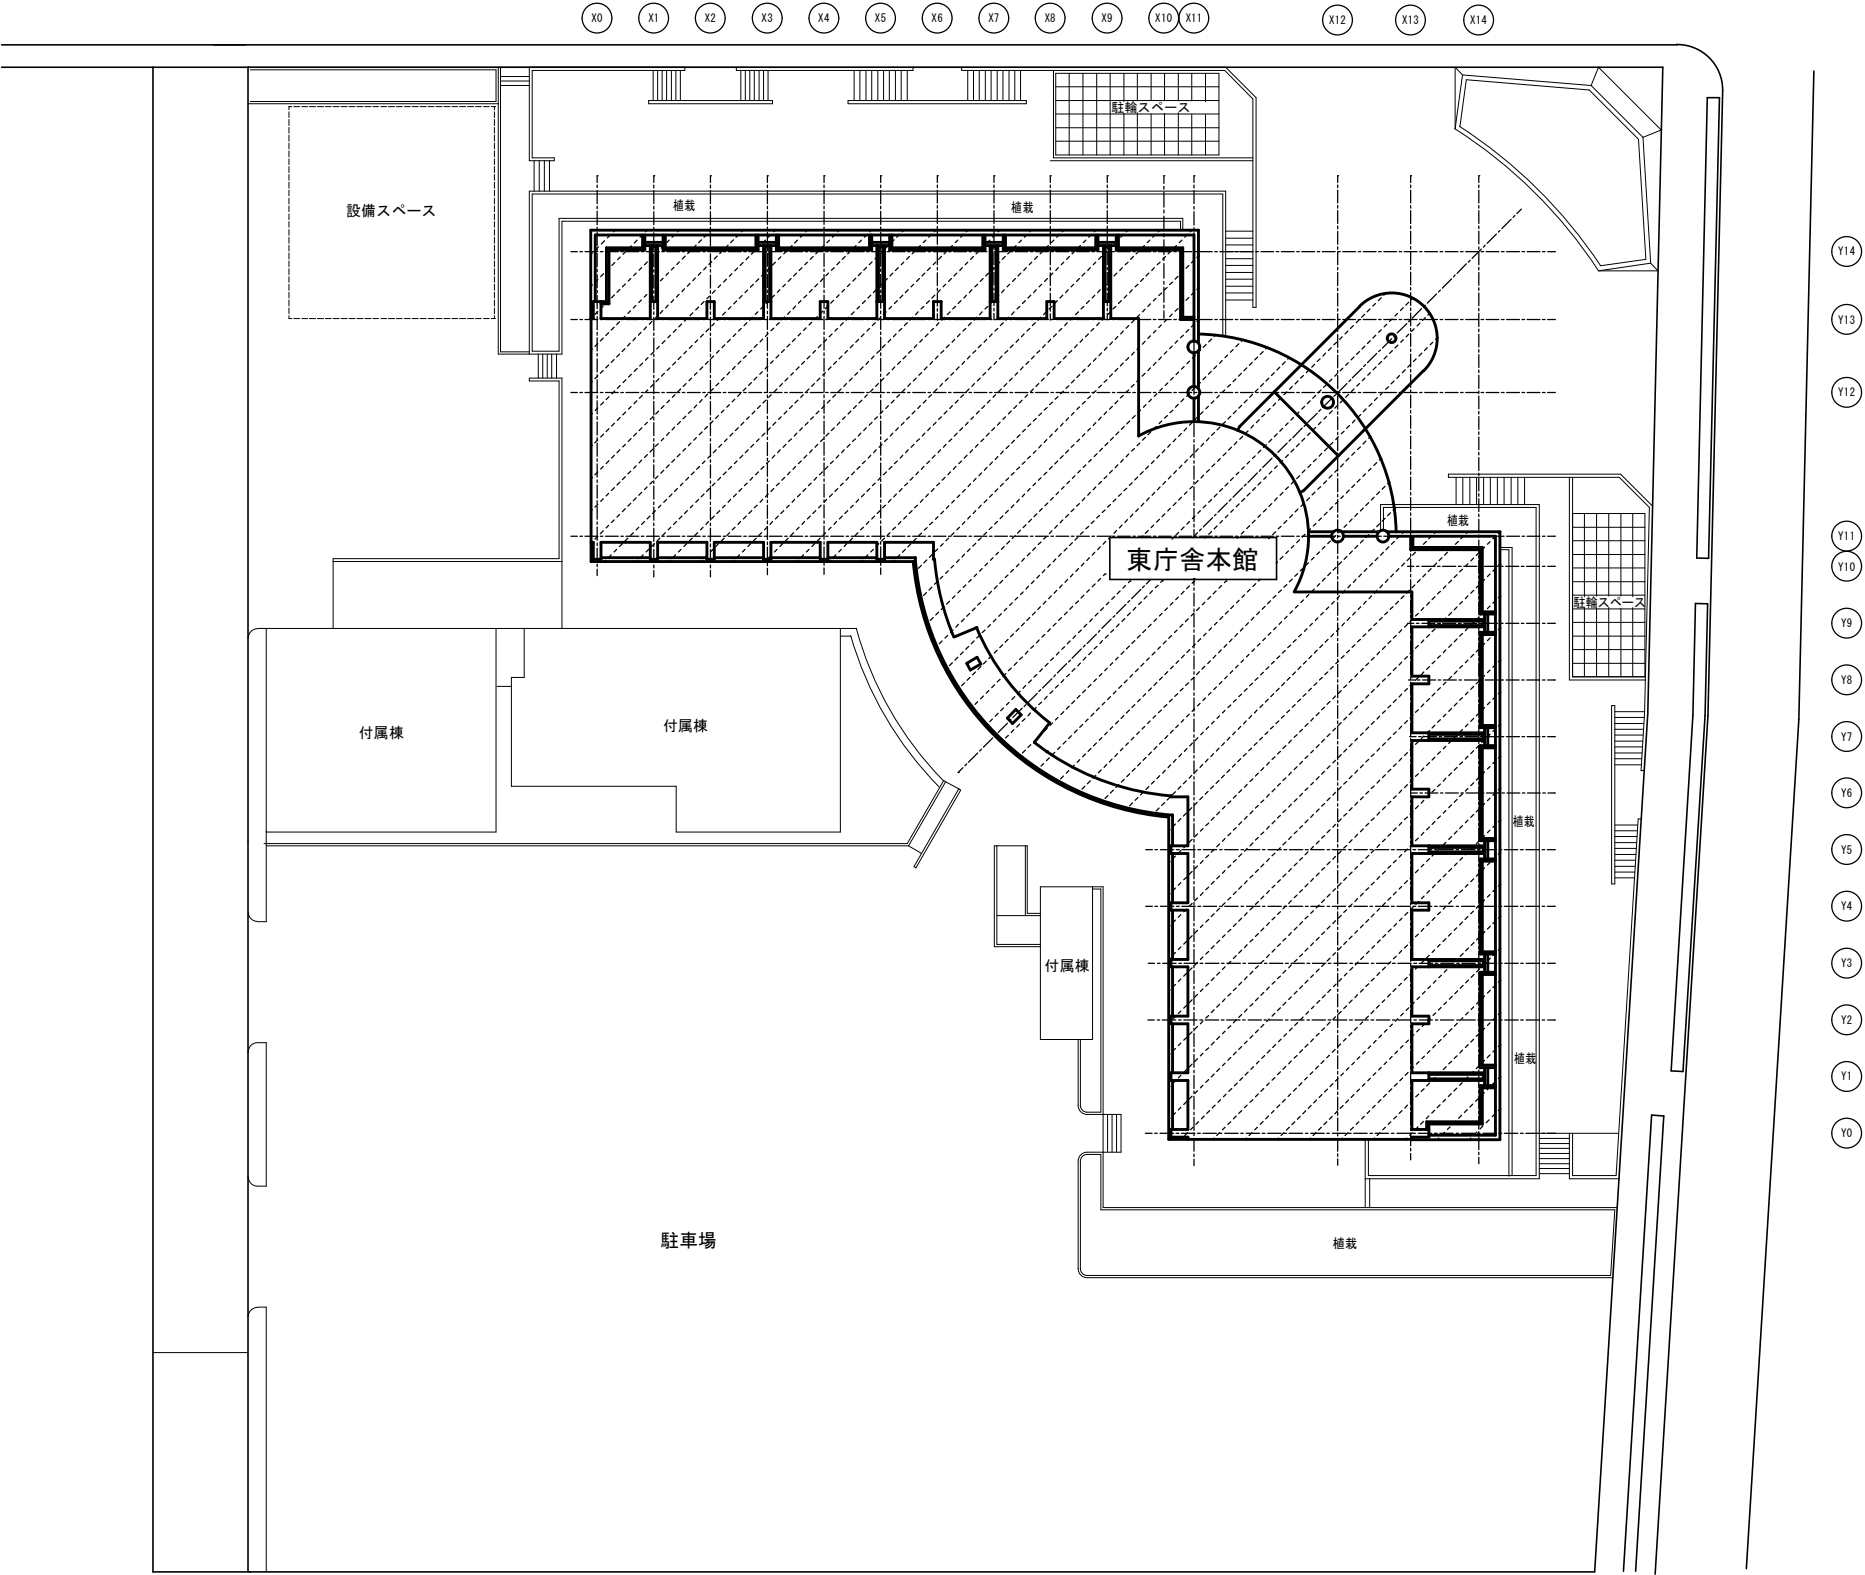 X0 X1 X2 X3 X4 X5 X6 X7 X8 X9 X10 X11 X12 X13 X14
駐輪スペース
設備スペース
植栽
植栽
Y14
Y13
Y12
植栽
Y11
東庁舎本館
Y10
駐輪スペース
Y9
Y8
付属棟
付属棟
Y7
Y6
植栽
Y5
Y4
付属棟
Y3
Y2
植栽
Y1
Y0
駐車場
植栽